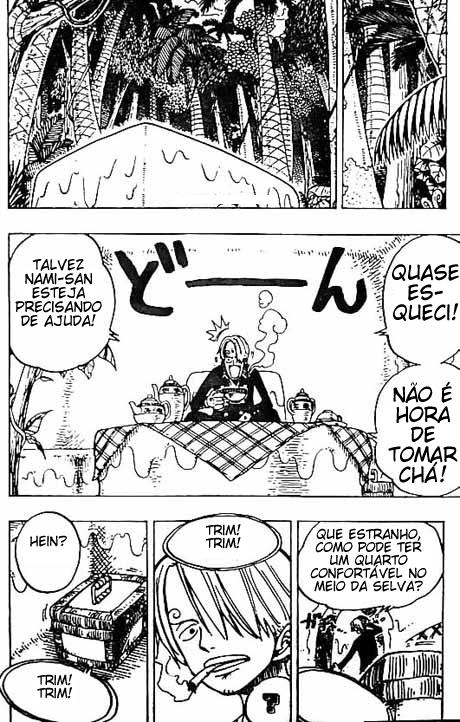 QUASE
ES-
QUECI!
NÃO É
HORA
DE
TOMAR
CHÁ!
どーーん
TALVEZ
NAMI-SAN
ESTEJA
PRECISANDO
DE AJUDA!
QUE ESTRANHO,
COMO PODE TER
UM QUARTO
CONFORTÁVEL NO
MEIO DA SELVA?
TRIM!
TRIM!
?
HEIN?
TRIM!
TRIM!